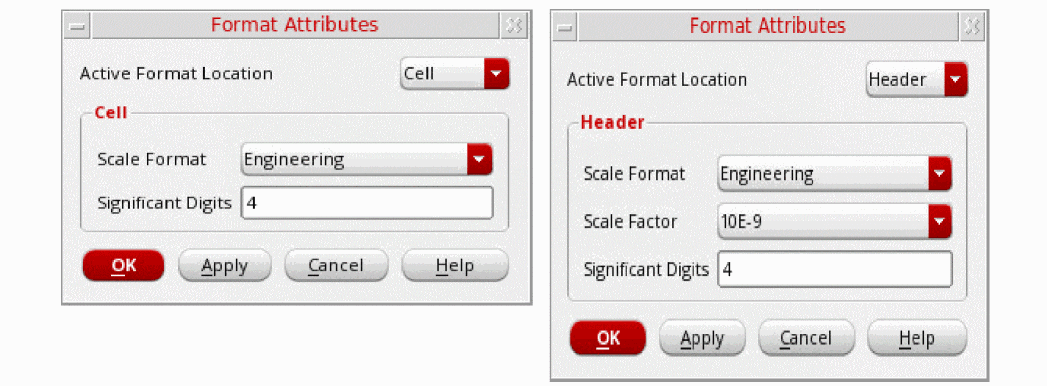 Format Attributes
Active Format Location Cell
Cell
Scale Format Engineering
Significant Digits 4
OK Apply Cancel Help
Format Attributes
Active Format Location Header
Header
Scale Format Engineering
Scale Factor 10E-9
Significant Digits 4
OK Apply Cancel Help